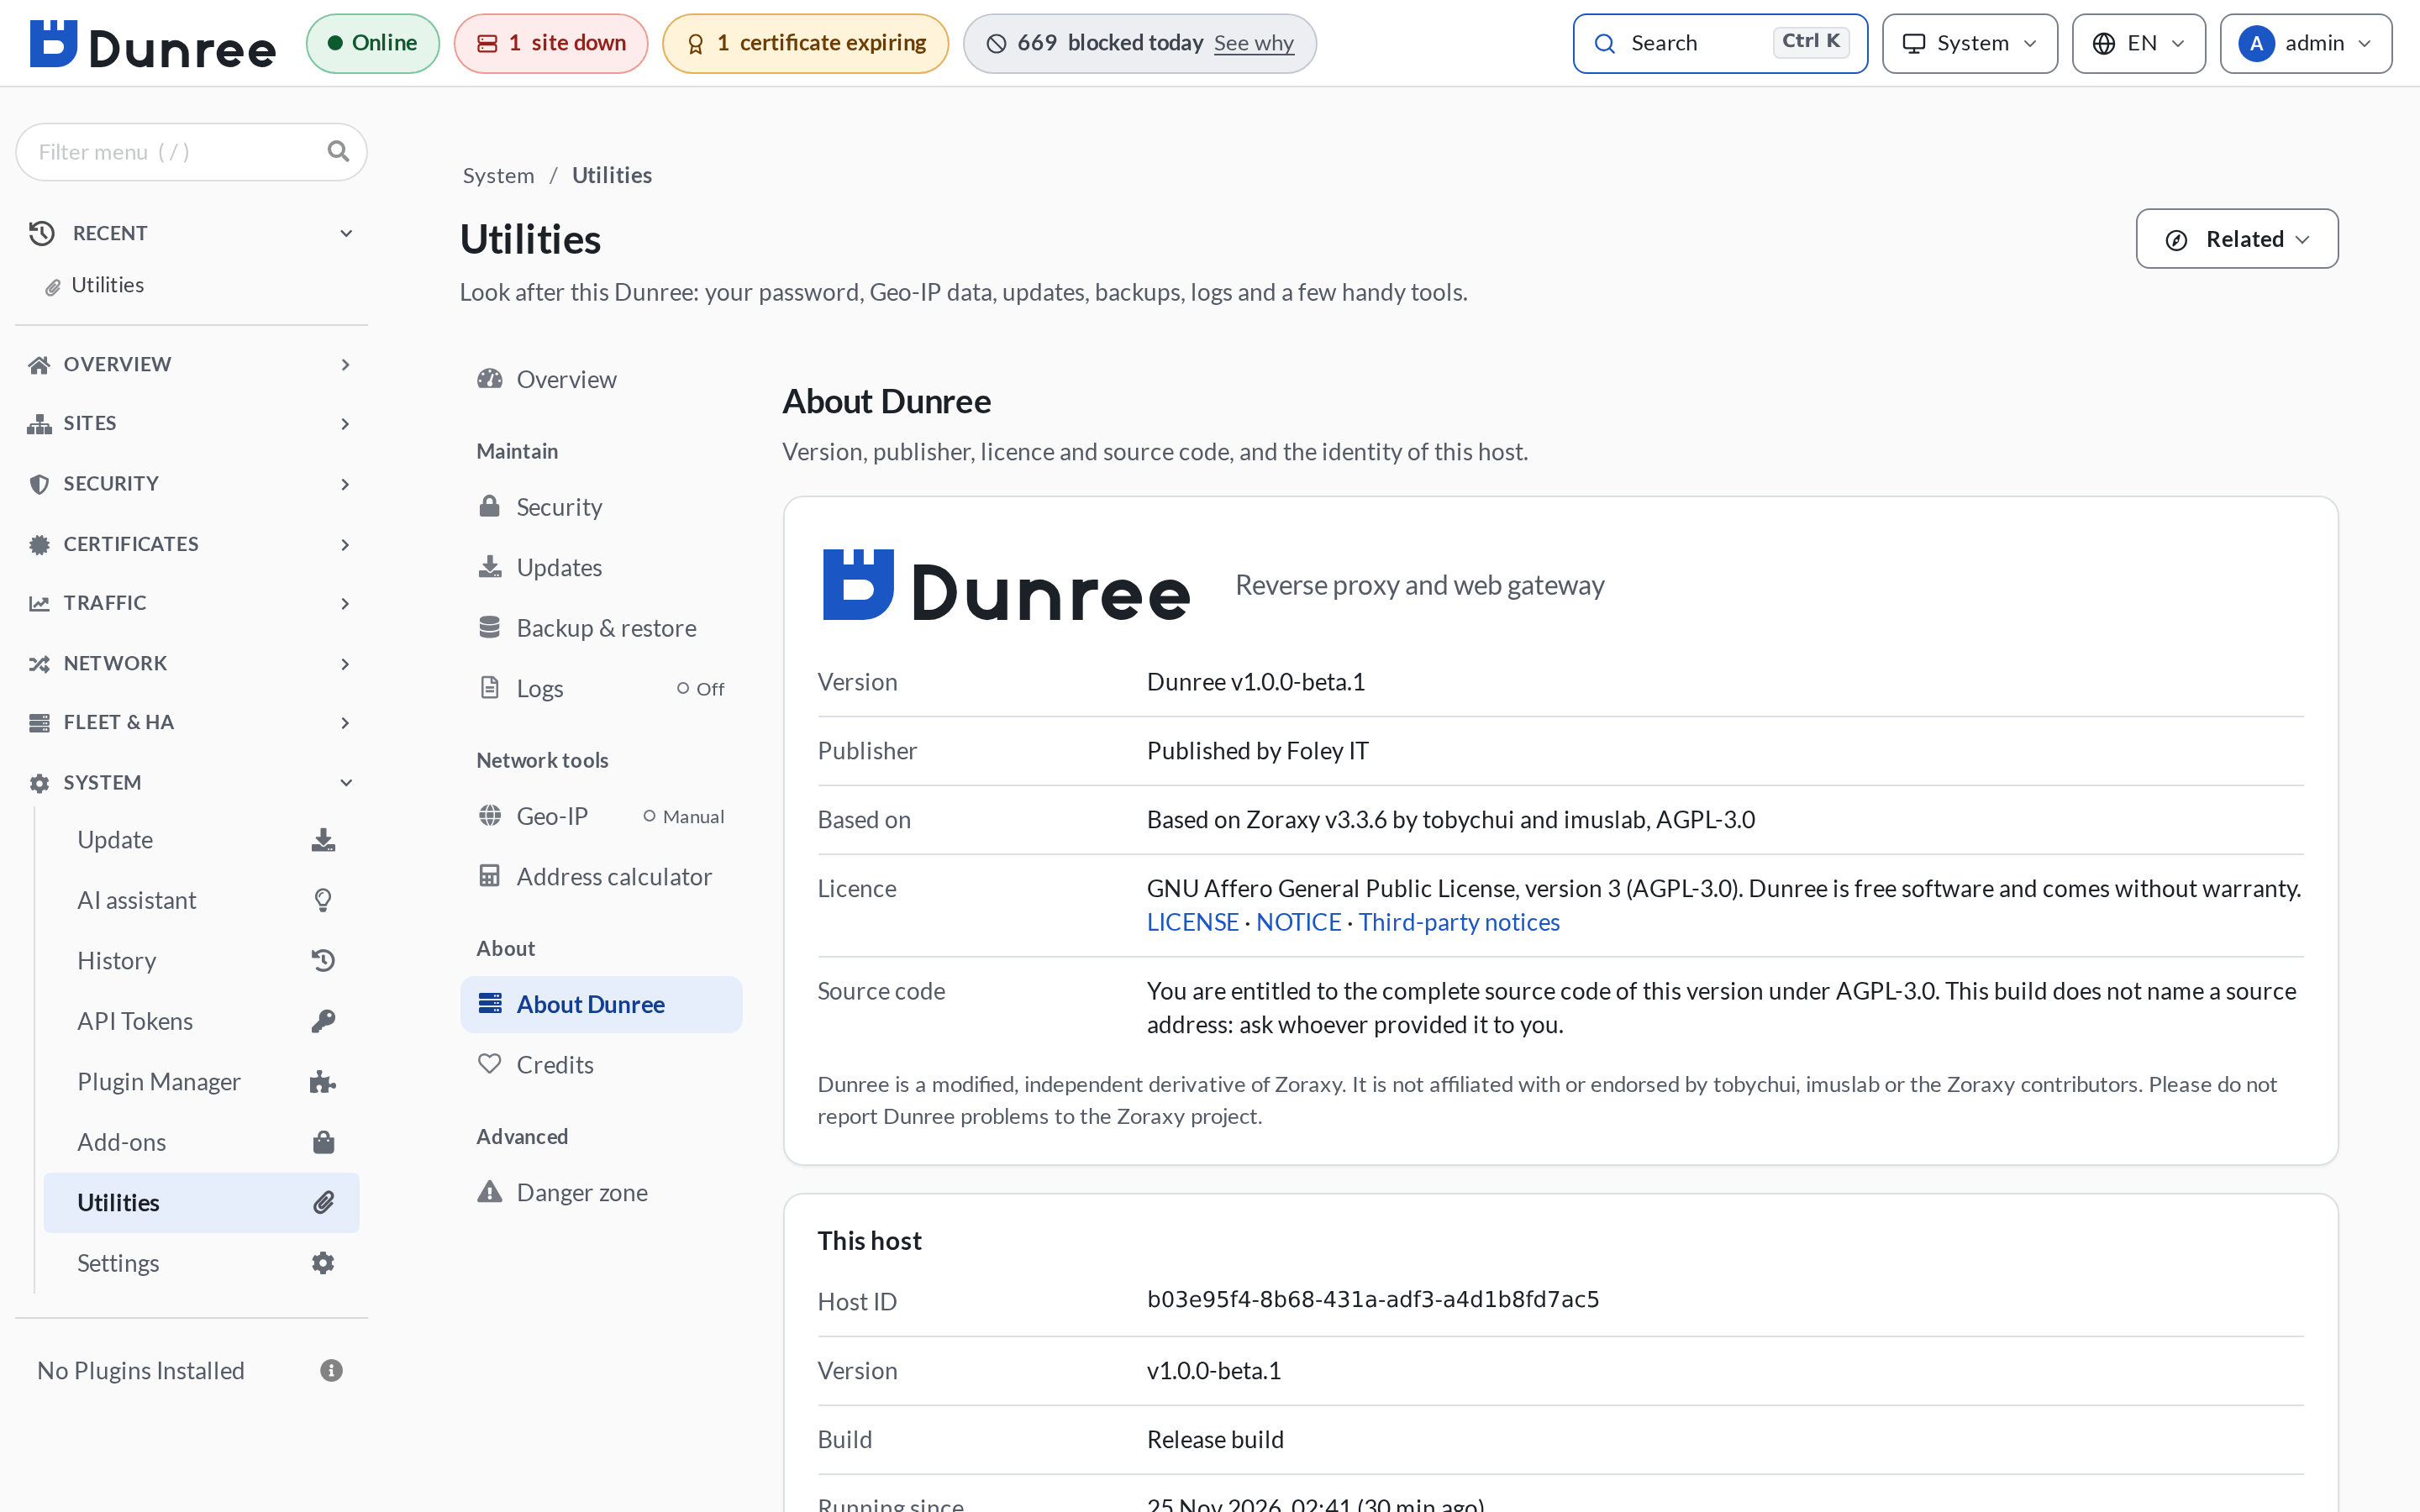 Dunree
Online
1 site down
1 certificate expiring
669 blocked today See why
Search Ctrl K
System
EN
A admin
Filter menu ( / )
RECENT
Utilities
OVERVIEW
SITES
SECURITY
CERTIFICATES
TRAFFIC
NETWORK
FLEET & HA
SYSTEM
Update
AI assistant
History
API Tokens
Plugin Manager
Add-ons
Utilities
Settings
No Plugins Installed
System / Utilities
Utilities
Related
Look after this Dunree: your password, Geo-IP data, updates, backups, logs and a few handy tools.
Overview
Maintain
Security
Updates
Backup & restore
Logs Off
Network tools
Geo-IP Manual
Address calculator
About
About Dunree
Credits
Advanced
Danger zone
About Dunree
Version, publisher, licence and source code, and the identity of this host.
Dunree Reverse proxy and web gateway
Version Dunree v1.0.0-beta.1
Publisher Published by Foley IT
Based on Based on Zoraxy v3.3.6 by tobychui and imuslab, AGPL-3.0
Licence GNU Affero General Public License, version 3 (AGPL-3.0). Dunree is free software and comes without warranty.
LICENSE · NOTICE · Third-party notices
Source code You are entitled to the complete source code of this version under AGPL-3.0. This build does not name a source
address: ask whoever provided it to you.
Dunree is a modified, independent derivative of Zoraxy. It is not affiliated with or endorsed by tobychui, imuslab or the Zoraxy contributors. Please do not
report Dunree problems to the Zoraxy project.
This host
Host ID b03e95f4-8b68-431a-adf3-a4d1b8fd7ac5
Version v1.0.0-beta.1
Build Release build
Running since 25 Nov 2026, 02:41 (30 min ago)